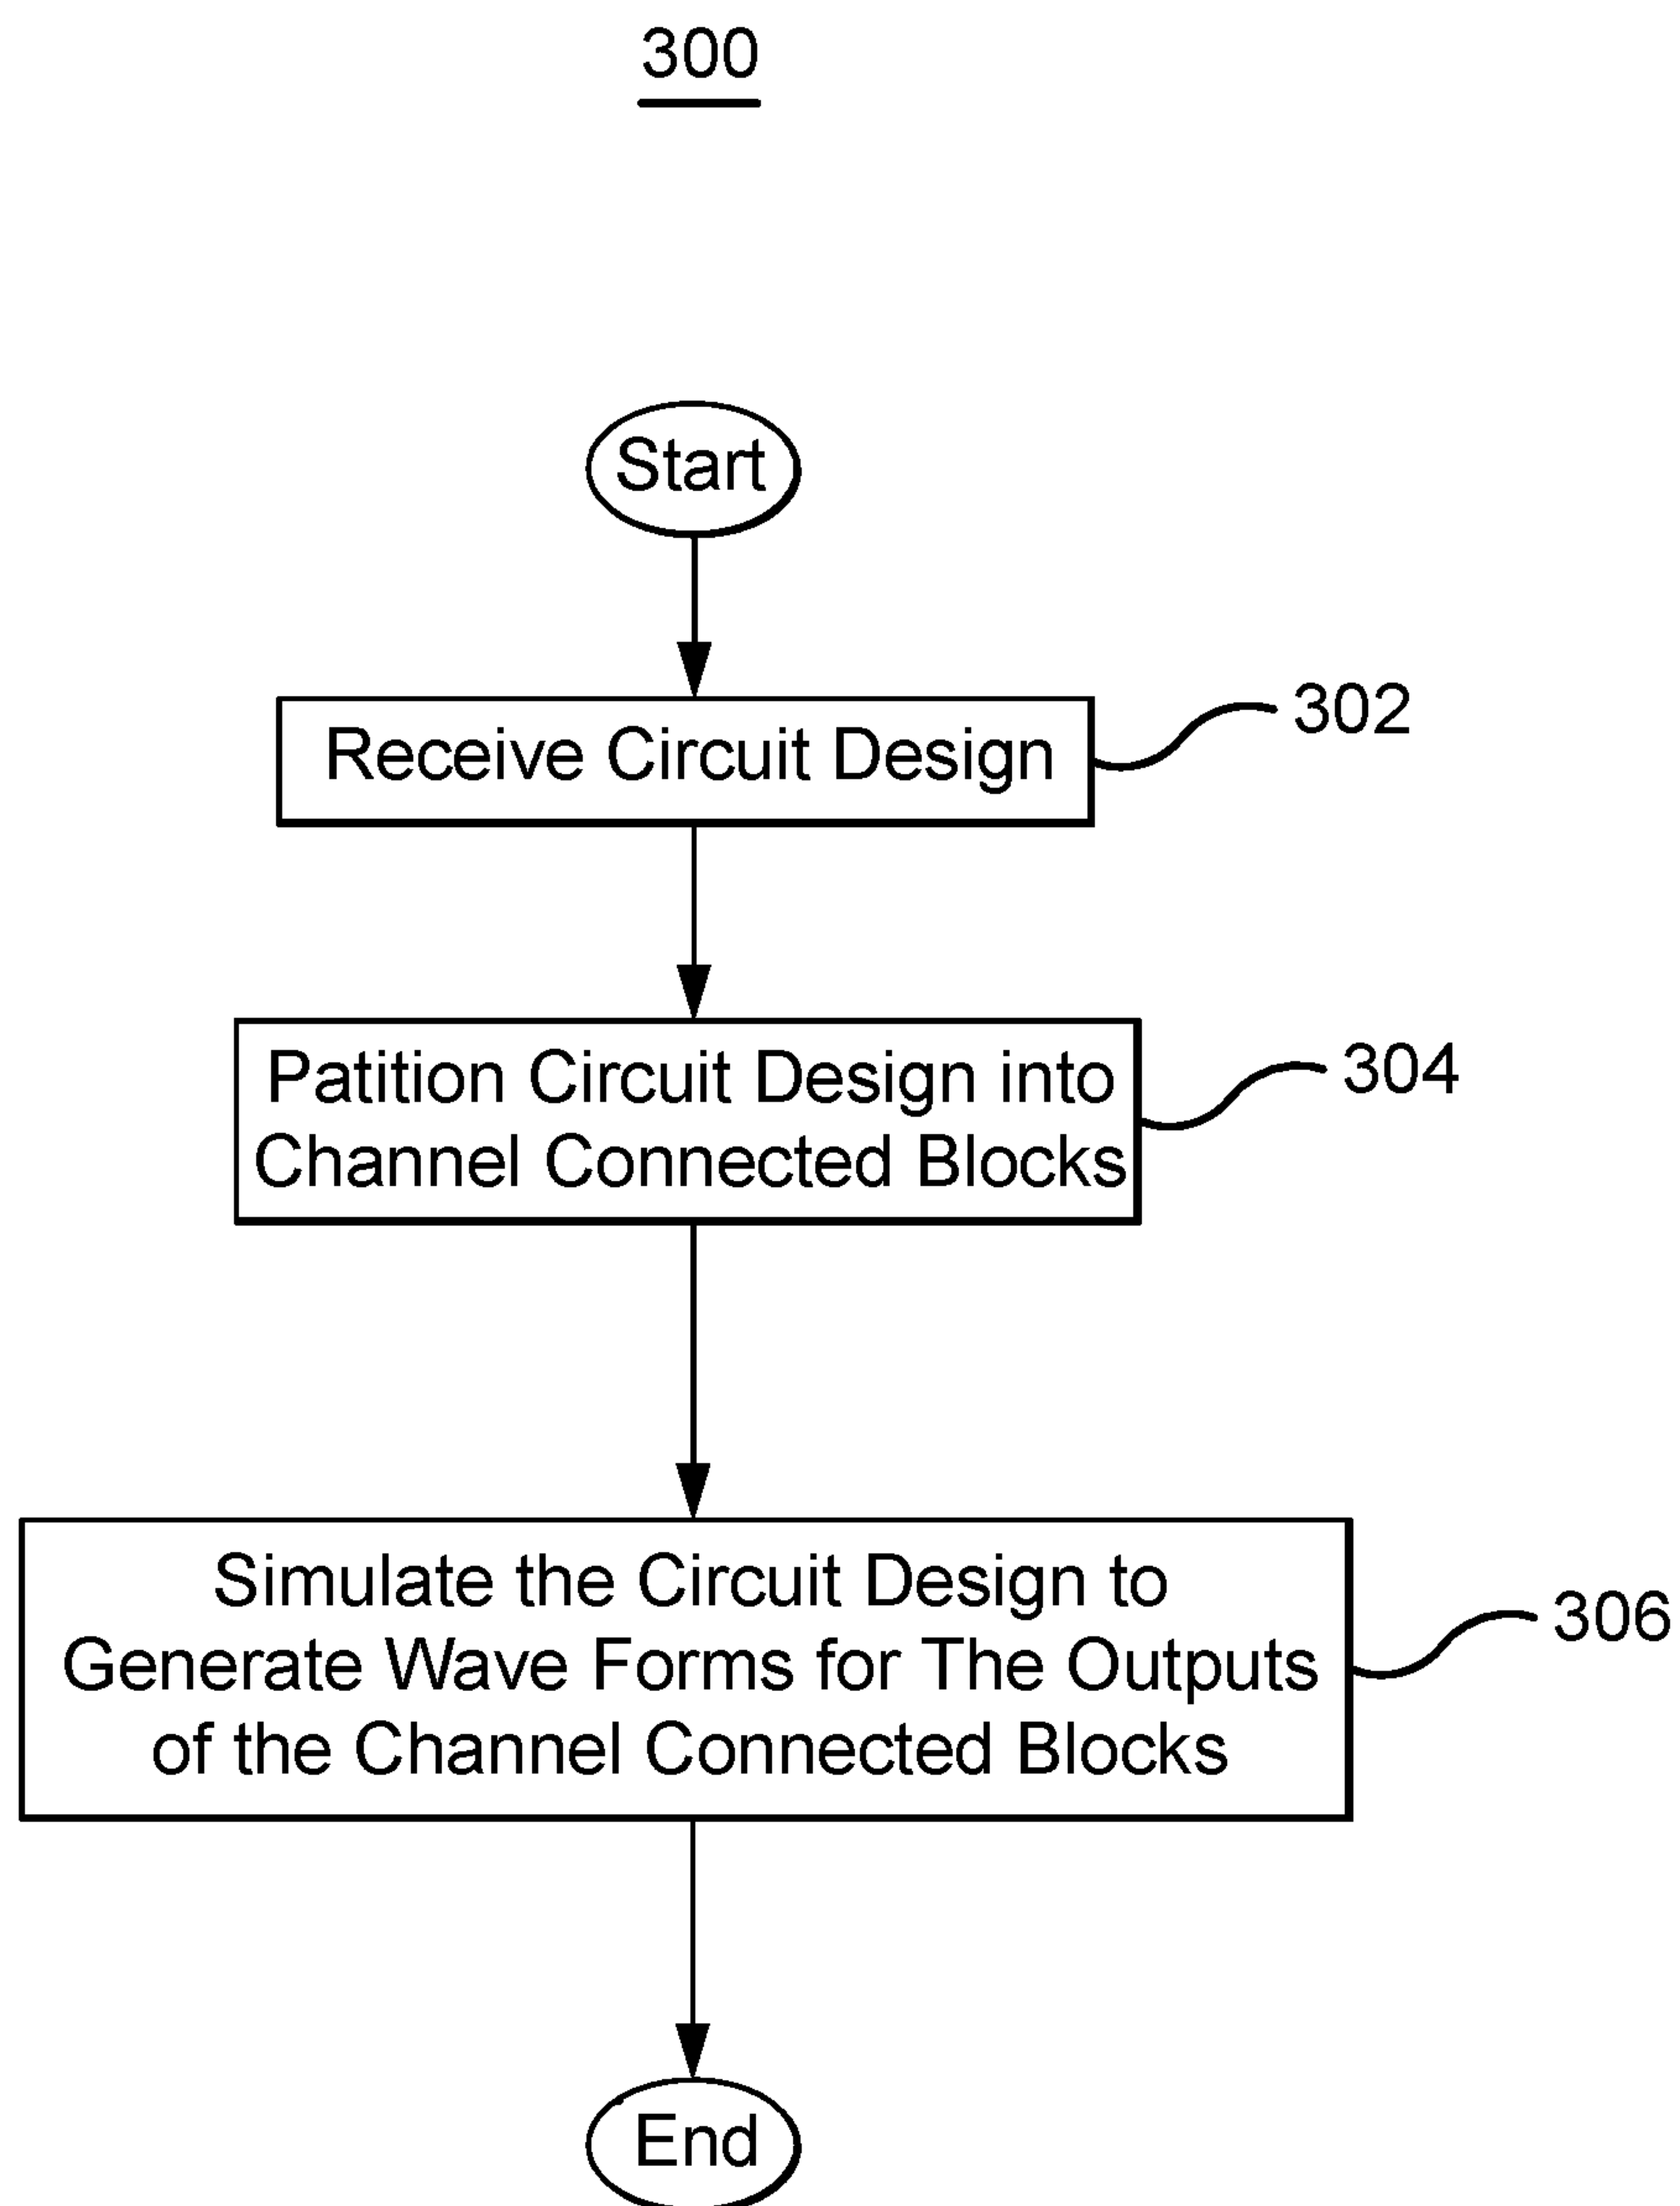 300
Start
Receive Circuit Design
302
Patition Circuit Design into
Channel Connected Blocks
304
Simulate the Circuit Design to
Generate Wave Forms for The Outputs
of the Channel Connected Blocks
306
End